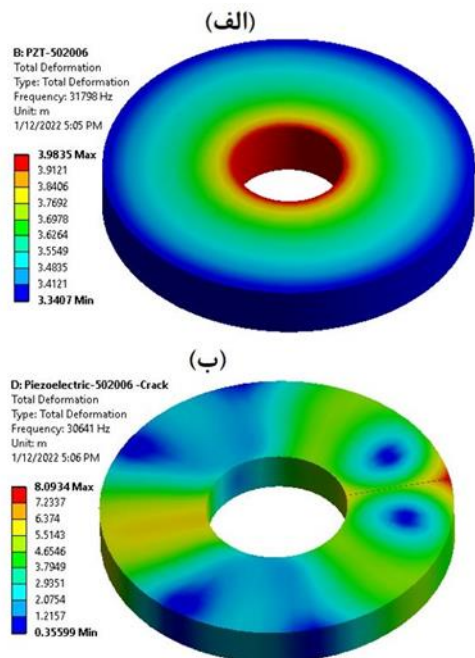 (الف)
B: PZT-502006
Total Deformation
Type: Total Deformation
Frequency: 31798 Hz
Unit: m
1/12/2022 5:05 PM
3.9835 Max
3.9121
3.8406
3.7692
3.6978
3.6264
3.5549
3.4835
3.4121
3.3407 Min
(ب)
D: Piezoelectric-502006 -Crack
Total Deformation
Type: Total Deformation
Frequency: 30641 Hz
Unit: m
1/12/2022 5:06 PM
8.0934 Max
7.2337
6.374
5.5143
4.6546
3.7949
2.9351
2.0754
1.2157
0.35599 Min